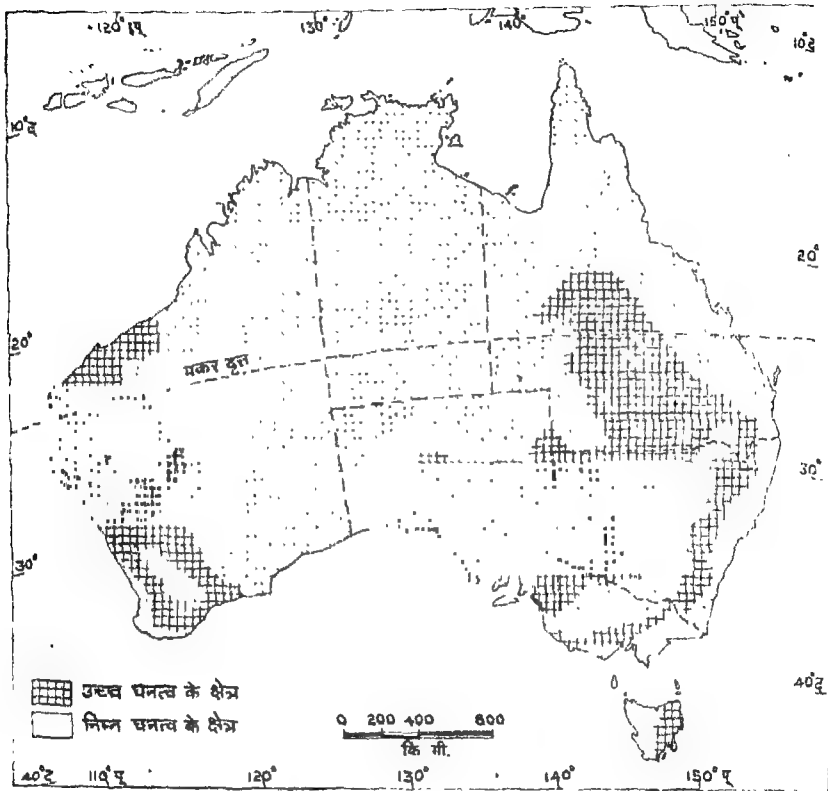 120° पू
130°
140°
150° पू
10° द
10° द
20°
20°
मकर वृत्त
30°
30°
उच्च घनत्व के क्षेत्र
निम्न घनत्व के क्षेत्र
0 200 400 800
कि मी.
40° द
40° द 110° पू 120° 130° 140° 150° पू